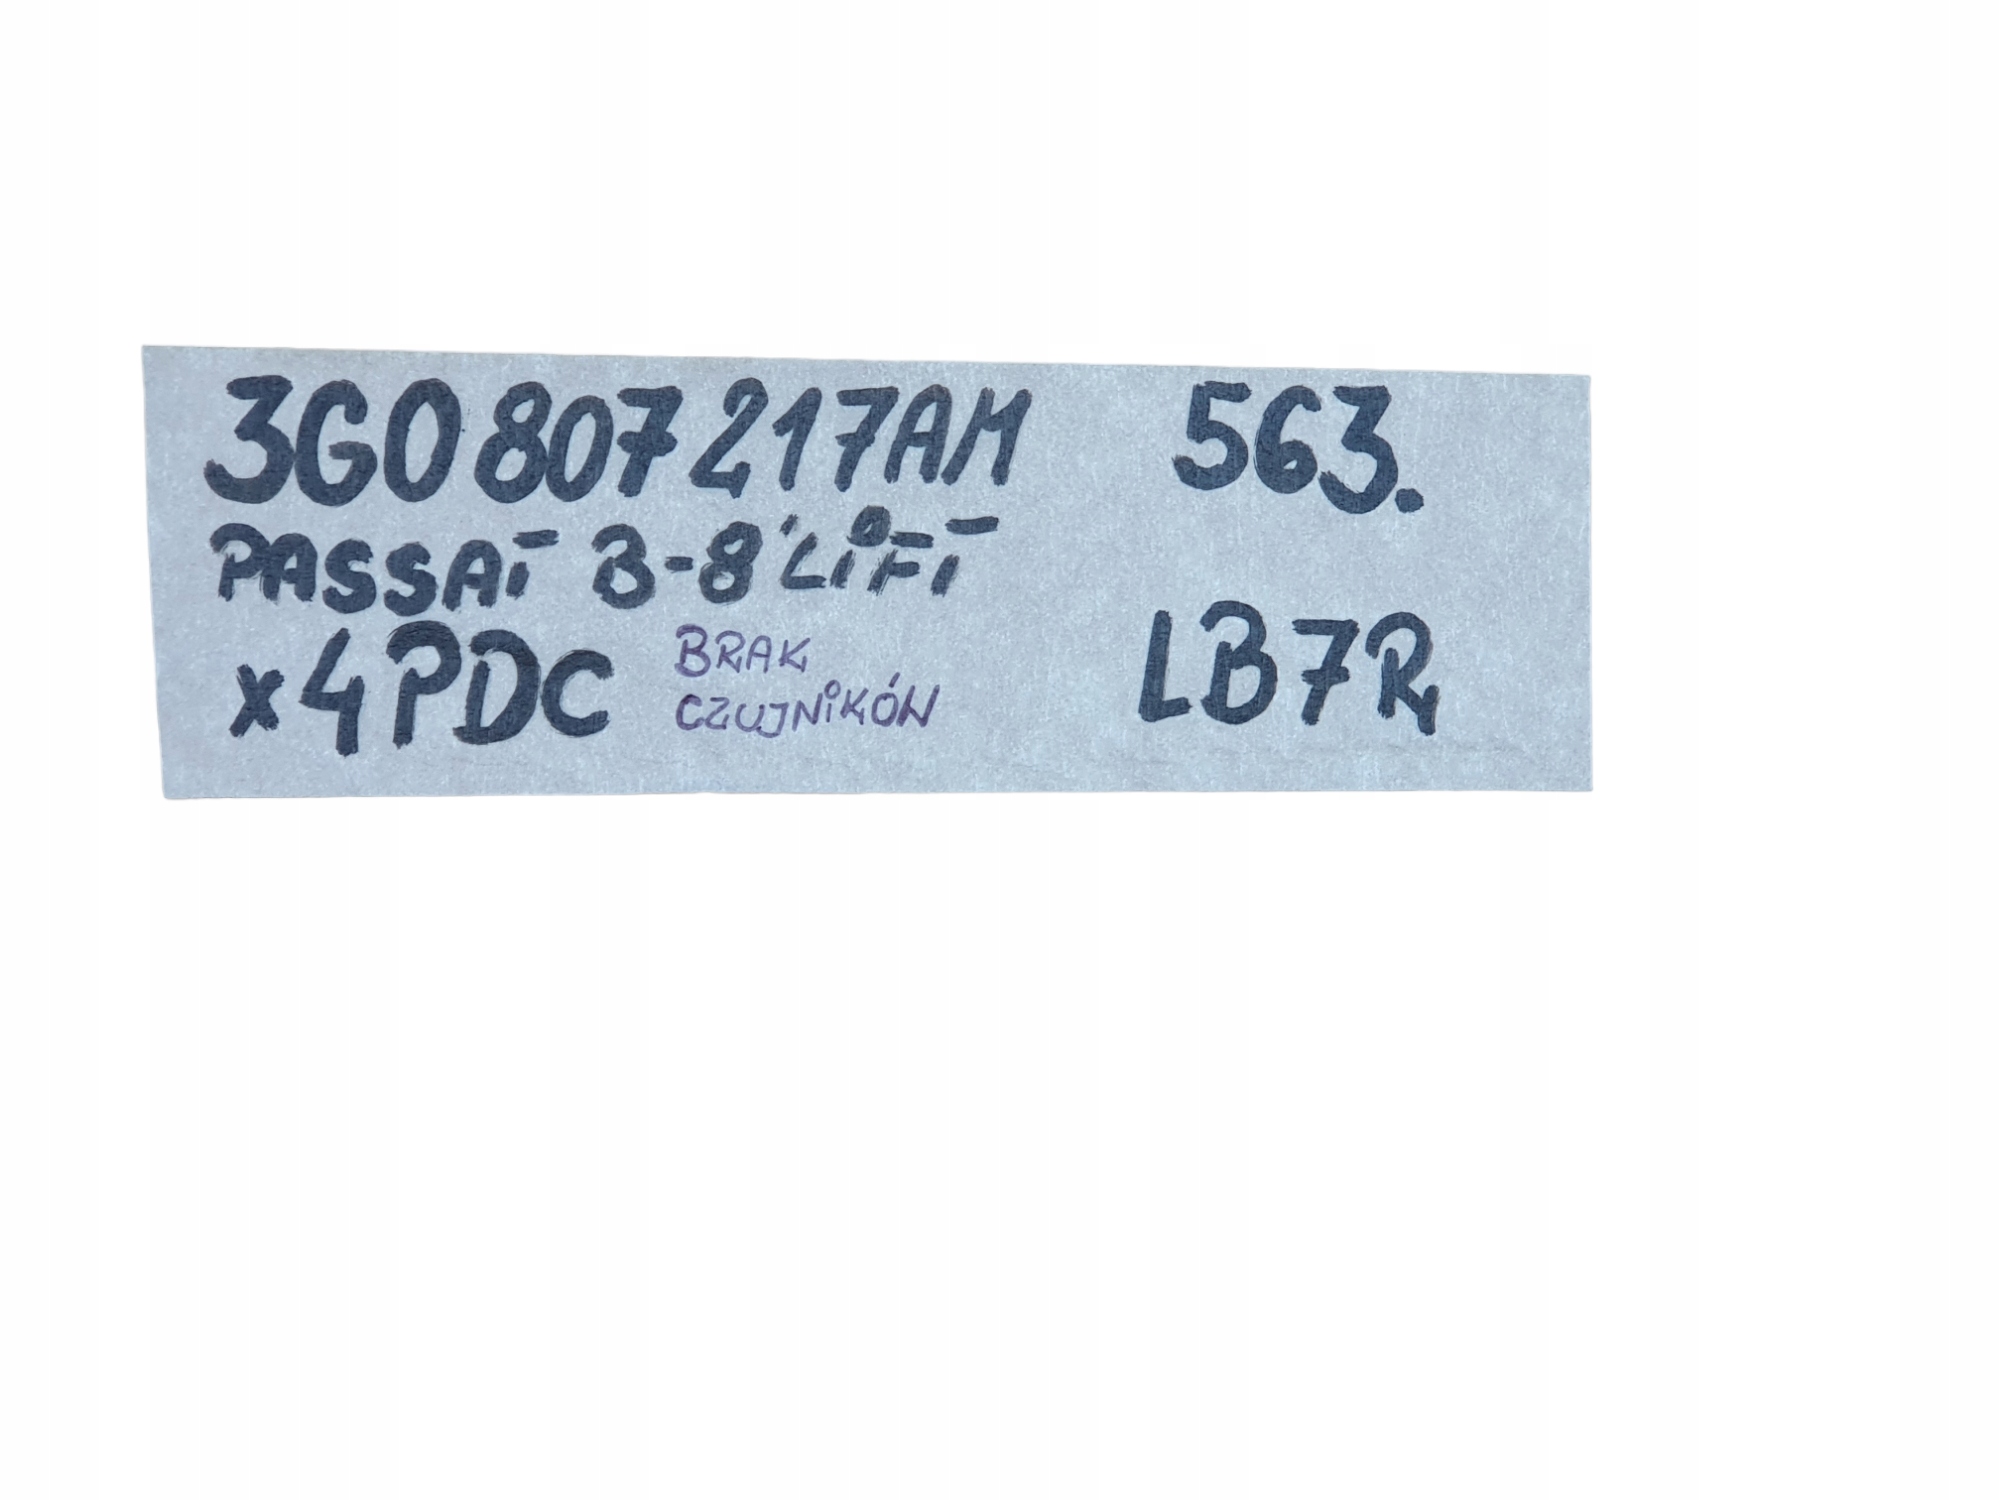 3G0 807 217AM 563.
PASSAT B-8 LiFT
x4PDC BRAK CZUJNiKÓW LB7R